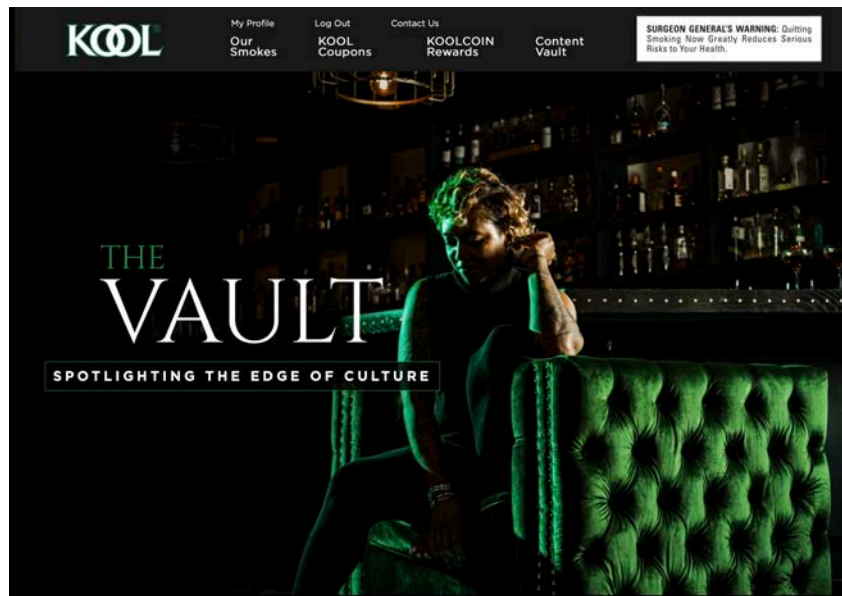 KOOL
My Profile Log Out Contact Us
Our Smokes
KOOL Coupons
KOOLCOIN Rewards
Content Vault
SURGEON GENERAL'S WARNING: Quitting
Smoking Now Greatly Reduces Serious
Risks to Your Health.
THE
VAULT
SPOTLIGHTING THE EDGE OF CULTURE